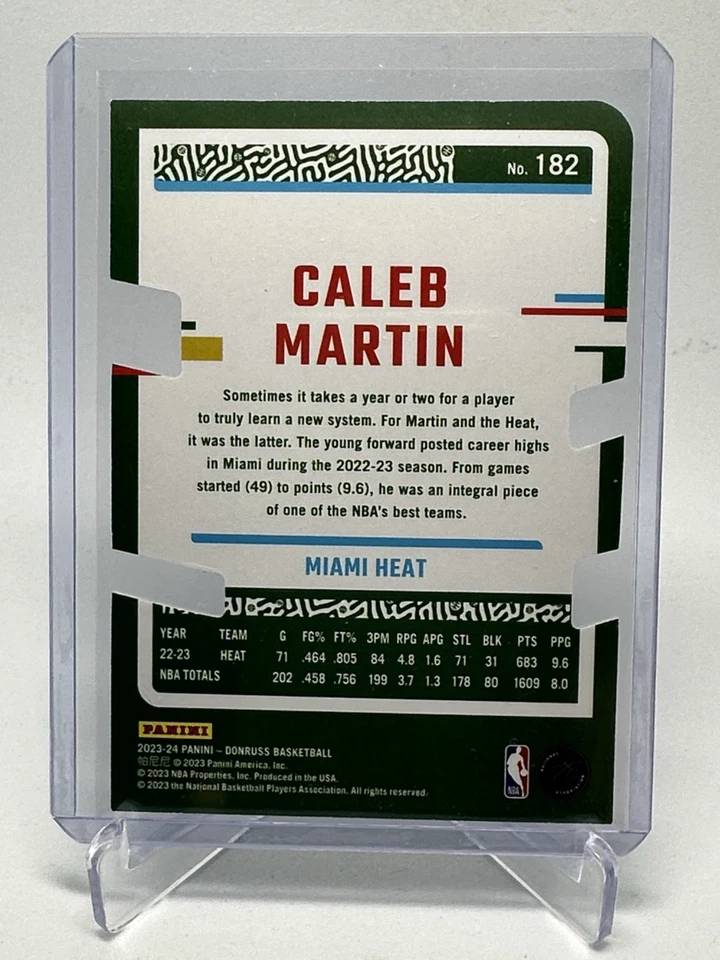 No. 182
CALEB
MARTIN
Sometimes it takes a year or two for a player
to truly learn a new system. For Martin and the Heat,
it was the latter. The young forward posted career highs
in Miami during the 2022-23 season. From games
started (49) to points (9.6), he was an integral piece
of one of the NBA's best teams.
MIAMI HEAT
YEAR TEAM G FG% FT% 3PM RPG APG STL BLK PTS PPG
22-23 HEAT 71 .464 .805 84 4.8 1.6 71 31 683 9.6
NBA TOTALS 202 .458 .756 199 3.7 1.3 178 80 1609 8.0
PANINI
2023-24 PANINI – DONRUSS BASKETBALL
帕尼尼 © 2023 Panini America, Inc.
© 2023 NBA Properties, Inc. Produced in the USA.
© 2023 the National Basketball Players Association. All rights reserved.
NBA